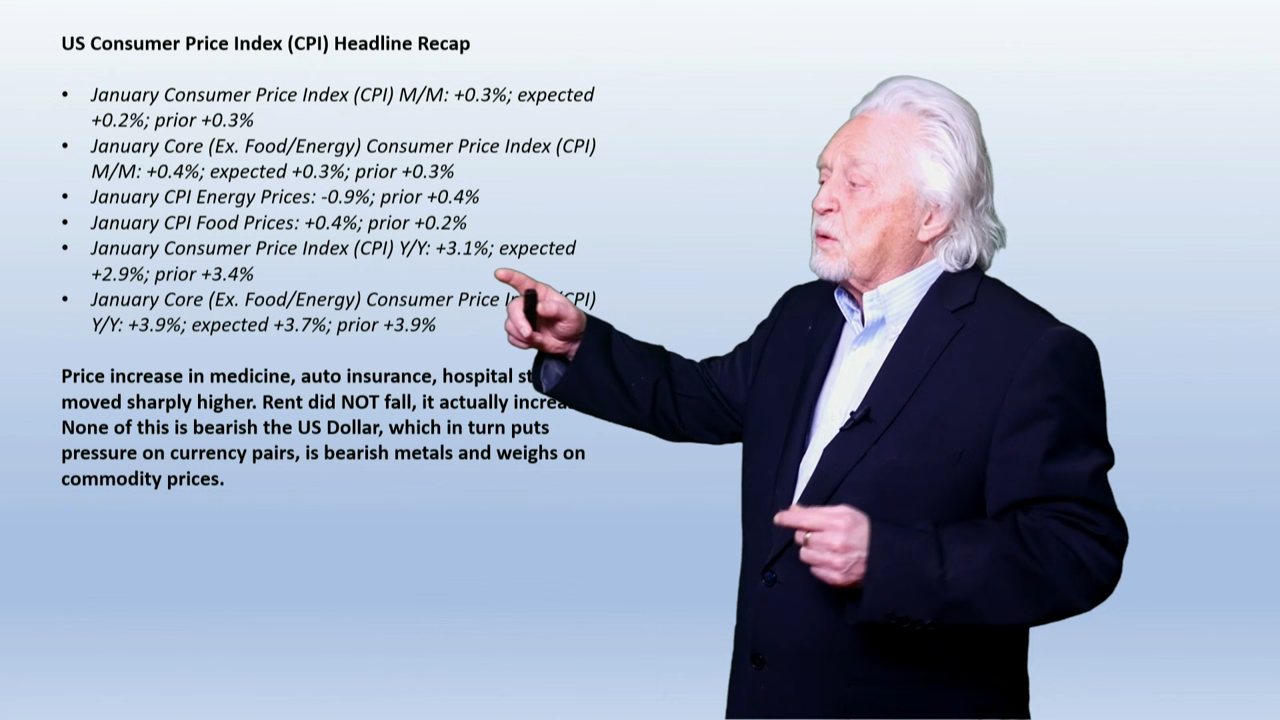 US Consumer Price Index (CPI) Headline Recap
• January Consumer Price Index (CPI) M/M: +0.3%; expected
+0.2%; prior +0.3%
• January Core (Ex. Food/Energy) Consumer Price Index (CPI)
M/M: +0.4%; expected +0.3%; prior +0.3%
• January CPI Energy Prices: -0.9%; prior +0.4%
• January CPI Food Prices: +0.4%; prior +0.2%
• January Consumer Price Index (CPI) Y/Y: +3.1%; expected
+2.9%; prior +3.4%
• January Core (Ex. Food/Energy) Consumer Price (CPI)
Y/Y: +3.9%; expected +3.7%; prior +3.9%
Price increase in medicine, auto insurance, hospital
moved sharply higher. Rent did NOT fall, it actually
None of this is bearish the US Dollar, which in turn puts
pressure on currency pairs, is bearish metals and weighs on
commodity prices.